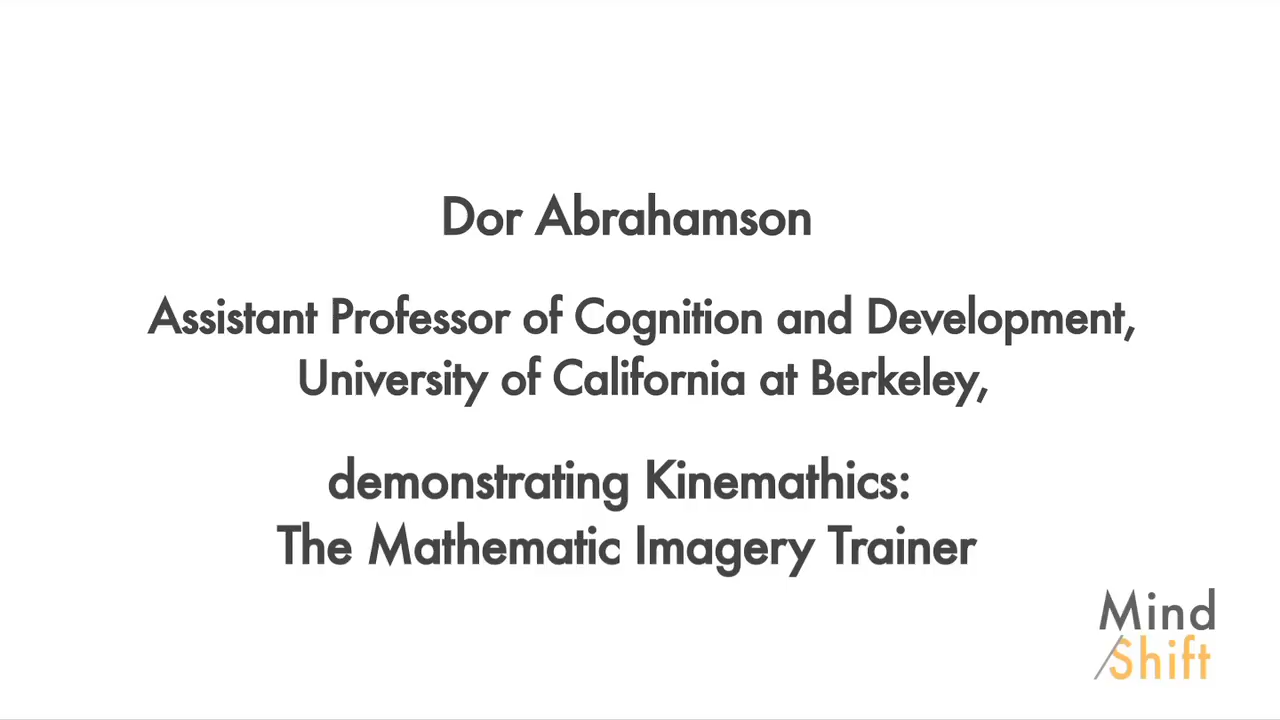 Dor Abrahamson
Assistant Professor of Cognition and Development,
University of California at Berkeley,
demonstrating Kinemathics:
The Mathematic Imagery Trainer
Mind
/Shift